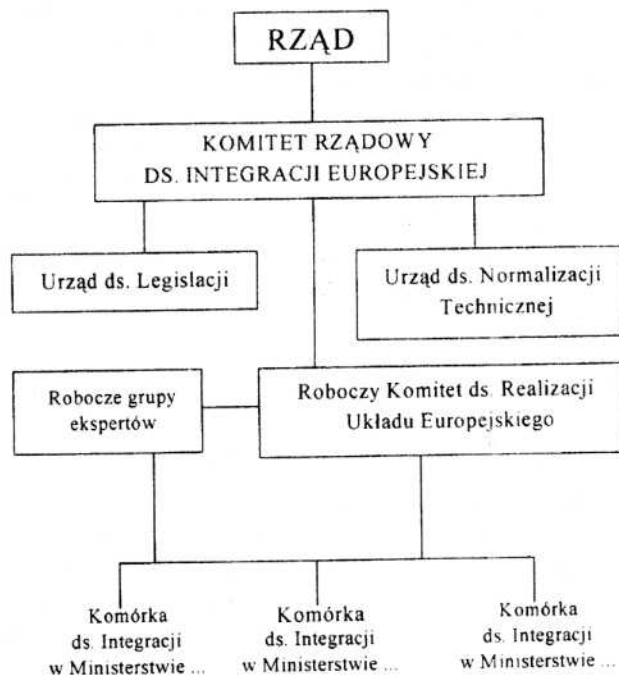 RZĄD
KOMITET RZĄDOWY
DS. INTEGRACJI EUROPEJSKIEJ
Urząd ds. Legislacji
Urząd ds. Normalizacji
Technicznej
Robocze grupy
ekspertów
Roboczy Komitet ds. Realizacji
Układu Europejskiego
Komórka
ds. Integracji
w Ministerstwie ...
Komórka
ds. Integracji
w Ministerstwie ...
Komórka
ds. Integracji
w Ministerstwie ...